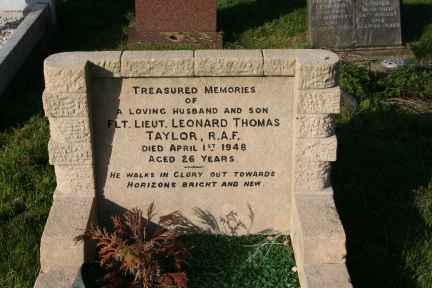 TREASURED MEMORIES
OF
A LOVING HUSBAND AND SON
FLT. LIEUT. LEONARD THOMAS
TAYLOR, R.A.F.
DIED APRIL 1ST 1948
AGED 26 YEARS.
HE WALKS IN GLORY OUT TOWARDS
HORIZONS BRIGHT AND NEW